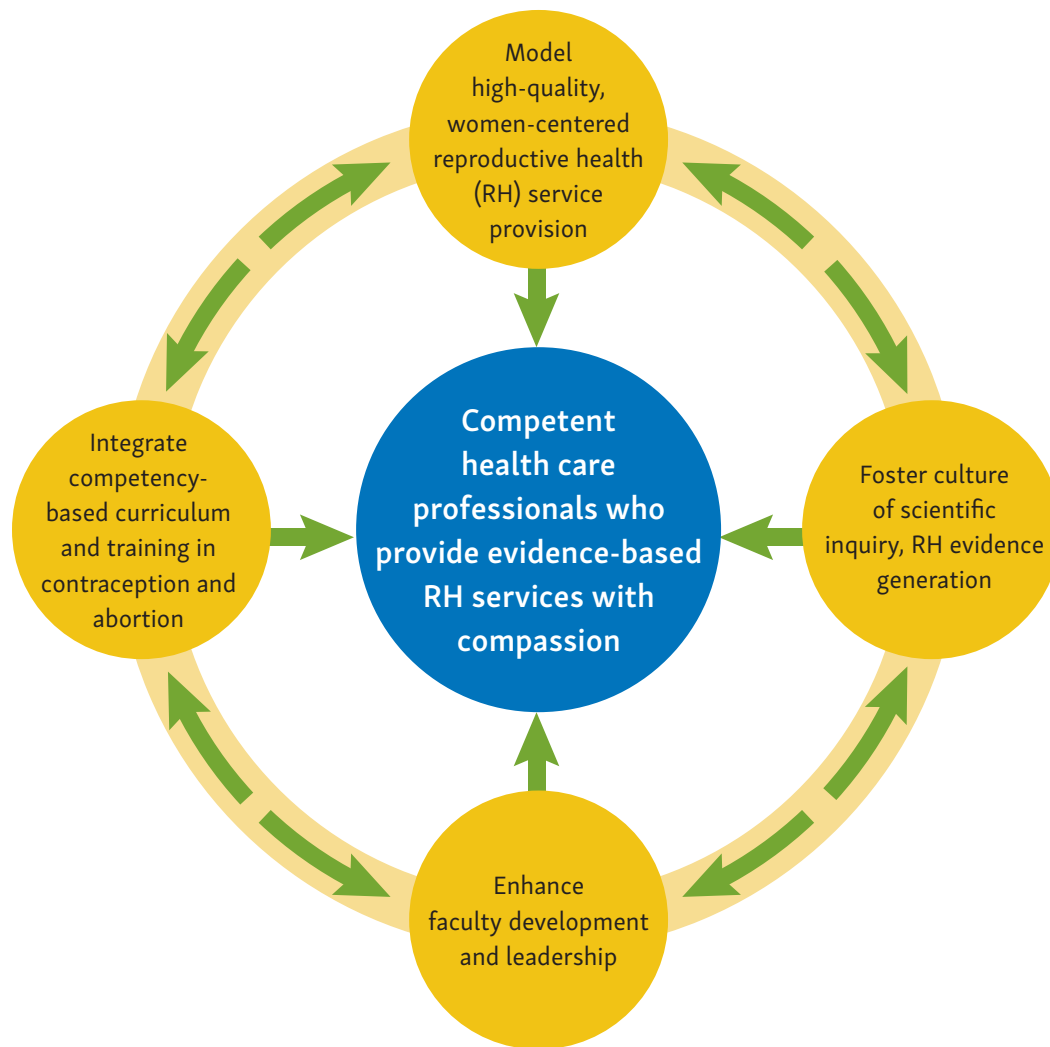 Model
high-quality,
women-centered
reproductive health
(RH) service
provision
Integrate
competency-
based curriculum
and training in
contraception and
abortion
Competent
health care
professionals who
provide evidence-based
RH services with
compassion
Foster culture
of scientific
inquiry, RH evidence
generation
Enhance
faculty development
and leadership